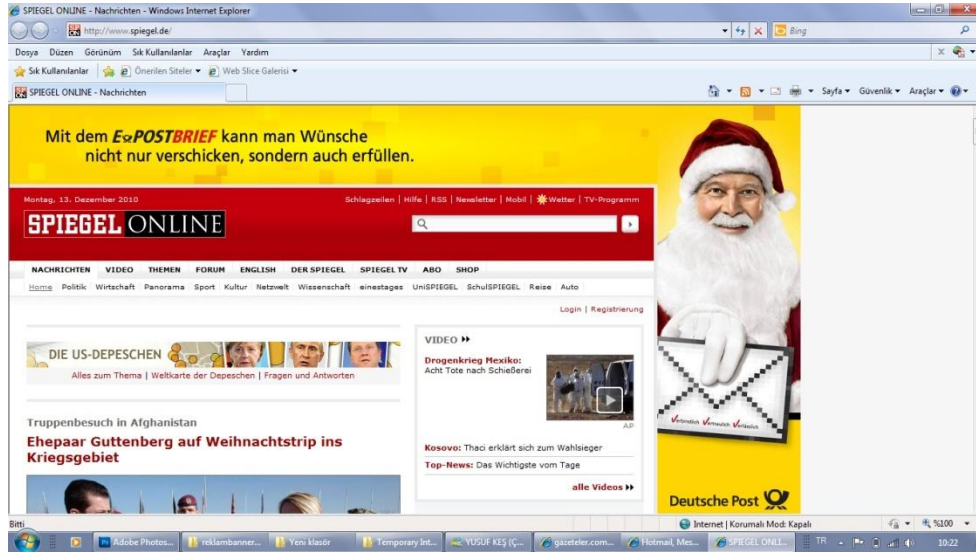 SPIEGEL ONLINE - Nachrichten - Windows Internet Explorer
http://www.spiegel.de/
Bing
Dosya Düzen Görünüm Sık Kullanılanlar Araçlar Yardım
Sık Kullanılanlar Önerilen Siteler Web Slice Galerisi
SPIEGEL ONLINE - Nachrichten
Sayfa Güvenlik Araçlar
Mit dem E-POSTBRIEF kann man Wünsche
nicht nur verschicken, sondern auch erfüllen.
Montag, 13. Dezember 2010
Schlagzeilen | Hilfe | RSS | Newsletter | Mobil | Wetter | TV-Programm
SPIEGEL ONLINE
NACHRICHTEN VIDEO THEMEN FORUM ENGLISH DER SPIEGEL SPIEGEL TV ABO SHOP
Home Politik Wirtschaft Panorama Sport Kultur Netzwelt Wissenschaft einestages UniSPIEGEL SchulSPIEGEL Reise Auto
Login | Registrierung
DIE US-DEPESCHEN
Alles zum Thema | Weltkarte der Depeschen | Fragen und Antworten
Truppenbesuch in Afghanistan
Ehepaar Guttenberg auf Weihnachtstrip ins
Kriegsgebiet
VIDEO
Drogenkrieg Mexiko:
Acht Tote nach Schießerei
AP
Kosovo: Thaci erklärt sich zum Wahlsieger
Top-News: Das Wichtigste vom Tage
alle Videos
Verbindlich Vertraulich Verlässlich
Deutsche Post
Bitti
Internet | Korumalı Mod: Kapalı
%100
Adobe Photos...
reklambanner...
Yeni klasör
Temporary Int...
YUSUF KEŞ (Ç...
gazeteler.com...
Hotmail, Mes...
SPIEGEL ONLI...
TR
10:22